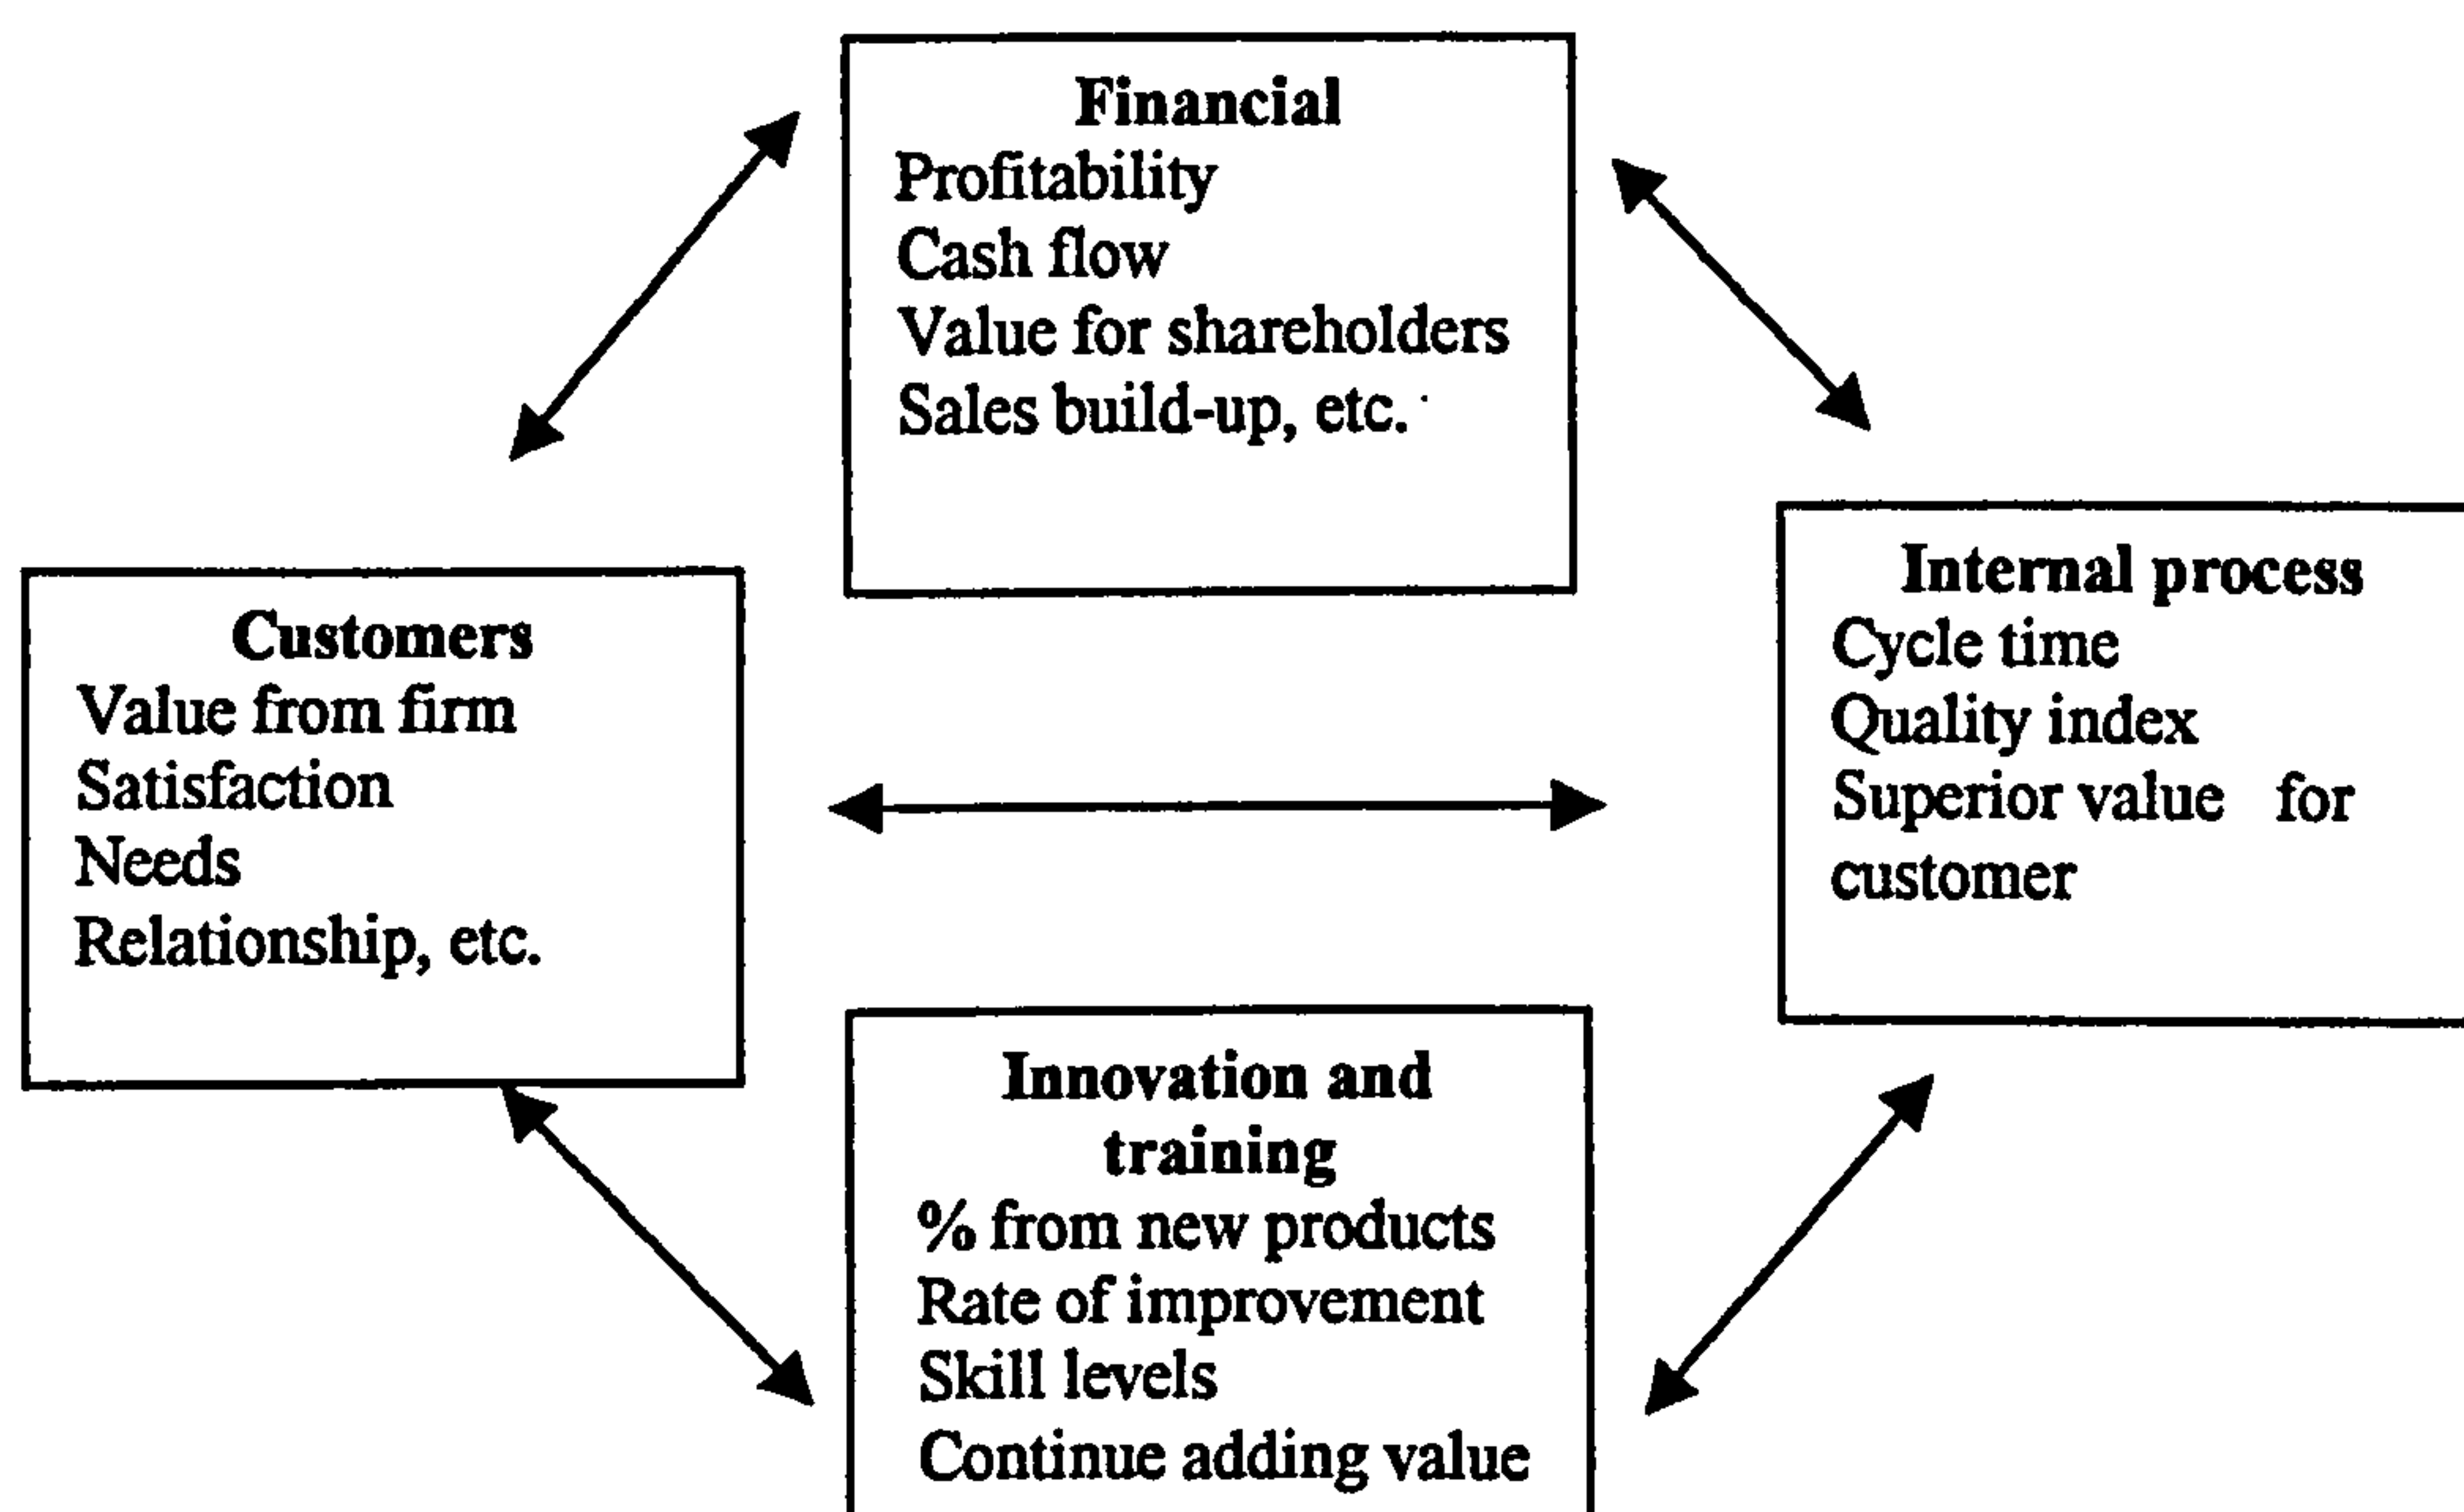 Financial
Profitability
Cash flow
Value for shareholders
Sales build-up, etc.
Customers
Value from firm
Satisfaction
Needs
Relationship, etc.
Internal process
Cycle time
Quality index
Superior value for
customer
Innovation and
training
% from new products
Rate of improvement
Skill levels
Continue adding value